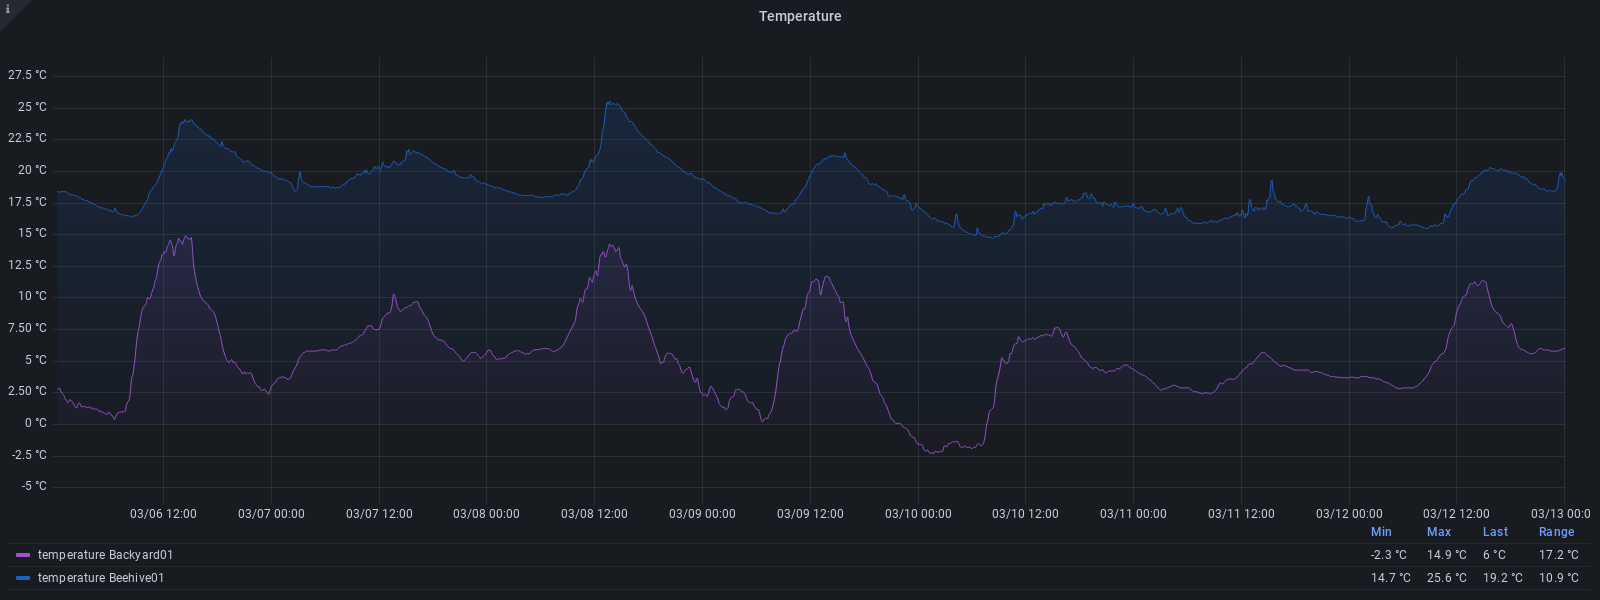 i
Temperature
27.5 °C
25 °C
22.5 °C
20 °C
17.5 °C
15 °C
12.5 °C
10 °C
7.50 °C
5 °C
2.50 °C
0 °C
-2.5 °C
-5 °C
03/06 12:00 03/07 00:00 03/07 12:00 03/08 00:00 03/08 12:00 03/09 00:00 03/09 12:00 03/10 00:00 03/10 12:00 03/11 00:00 03/11 12:00 03/12 00:00 03/12 12:00 03/13 00:0
Min Max Last Range
temperature Backyard01 -2.3 °C 14.9 °C 6 °C 17.2 °C
temperature Beehive01 14.7 °C 25.6 °C 19.2 °C 10.9 °C